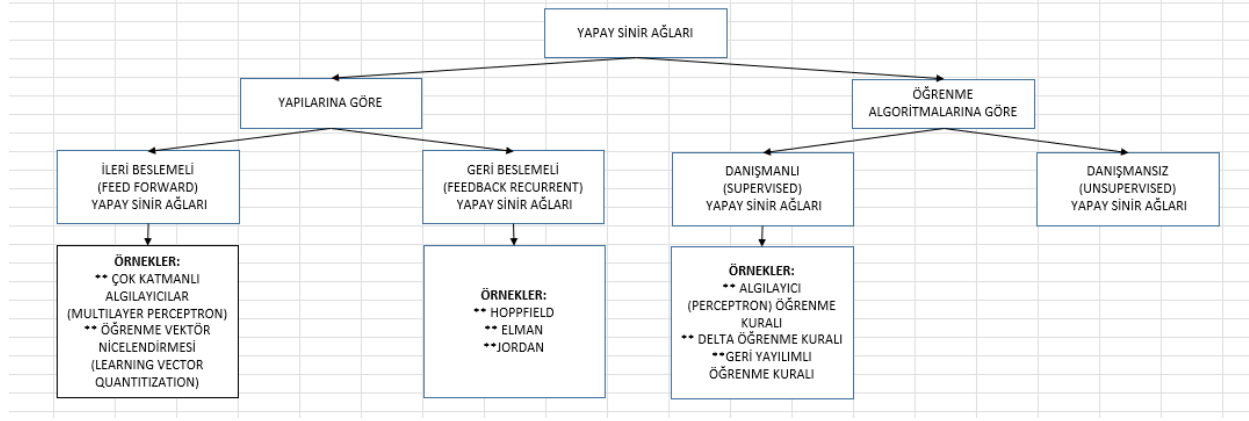 YAPAY SİNİR AĞLARI
YAPILARINA GÖRE
ÖĞRENME
ALGORİTMALARINA GÖRE
İLERİ BESLEMELİ
(FEED FORWARD)
YAPAY SİNİR AĞLARI
GERİ BESLEMELİ
(FEEDBACK RECURRENT)
YAPAY SİNİR AĞLARI
DANIŞMANLI
(SUPERVISED)
YAPAY SİNİR AĞLARI
DANIŞMANSIZ
(UNSUPERVISED)
YAPAY SİNİR AĞLARI
ÖRNEKLER:
** ÇOK KATMANLI
ALGILAYICILAR
(MULTILAYER PERCEPTRON)
** ÖĞRENME VEKTÖR
NİCELENDİRMESİ
(LEARNING VECTOR
QUANTITIZATION)
ÖRNEKLER:
** HOPPFIELD
** ELMAN
**JORDAN
ÖRNEKLER:
** ALGILAYICI
(PERCEPTRON) ÖĞRENME
KURALI
** DELTA ÖĞRENME KURALI
**GERİ YAYILIMLI
ÖĞRENME KURALI